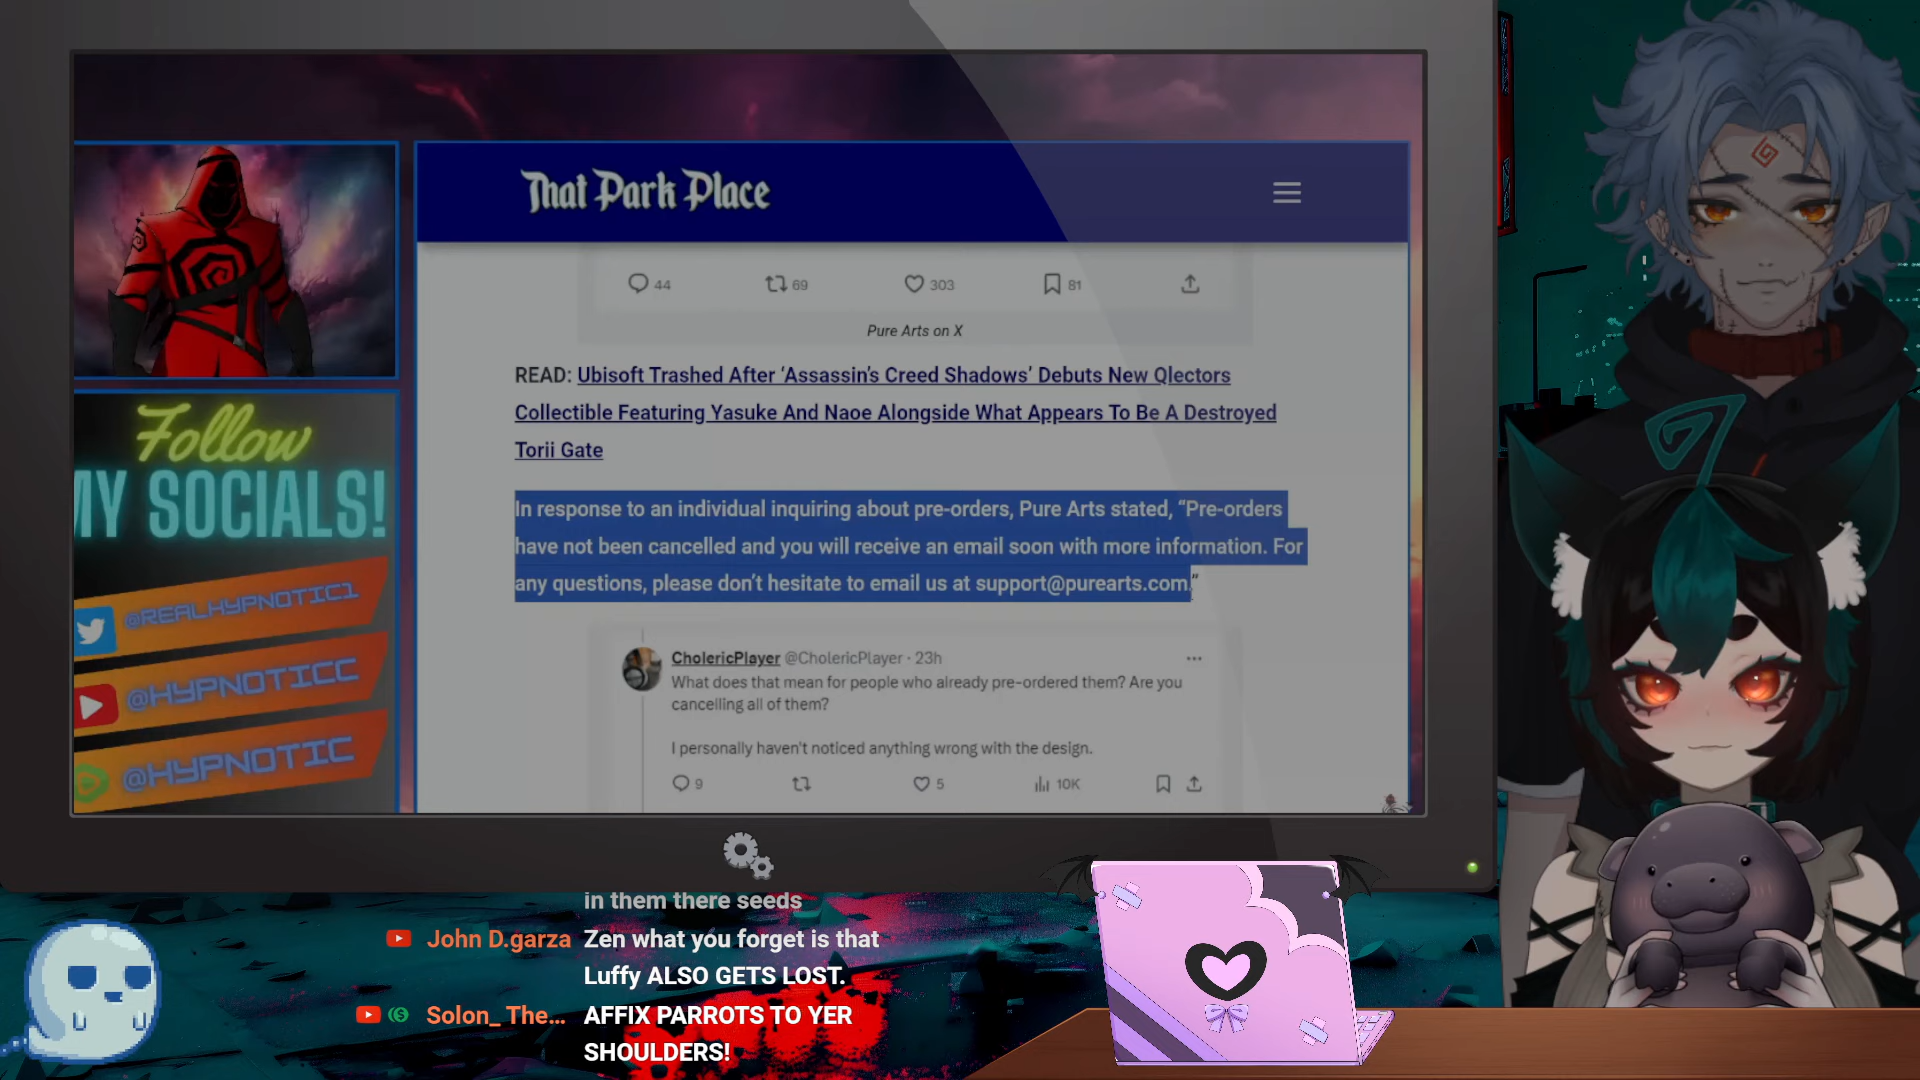 That Park Place
44
69
303
81
Pure Arts on X
READ: Ubisoft Trashed After ‘Assassin’s Creed Shadows’ Debuts New Qlectors
Collectible Featuring Yasuke And Naoe Alongside What Appears To Be A Destroyed
Torii Gate
In response to an individual inquiring about pre-orders, Pure Arts stated, “Pre-orders
have not been cancelled and you will receive an email soon with more information. For
any questions, please don’t hesitate to email us at support@purearts.com.”
CholericPlayer @CholericPlayer · 23h
What does that mean for people who already pre-ordered them? Are you
cancelling all of them?
I personally haven't noticed anything wrong with the design.
9
5
10K
Follow
MY SOCIALS!
@REALHYPNOTIC1
@HYPNOTICC
@HYPNOTIC
in them there seeds
John D.garza Zen what you forget is that
Luffy ALSO GETS LOST.
Solon_ The... AFFIX PARROTS TO YER
SHOULDERS!